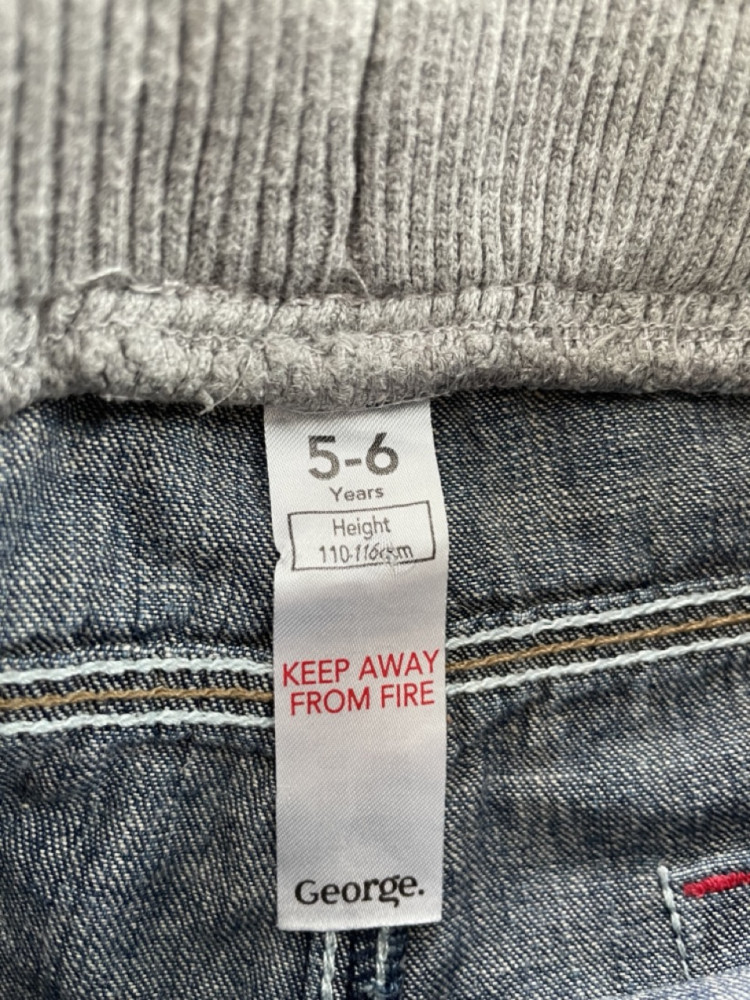 5-6
Years
Height
110-116cm
KEEP AWAY
FROM FIRE
George.